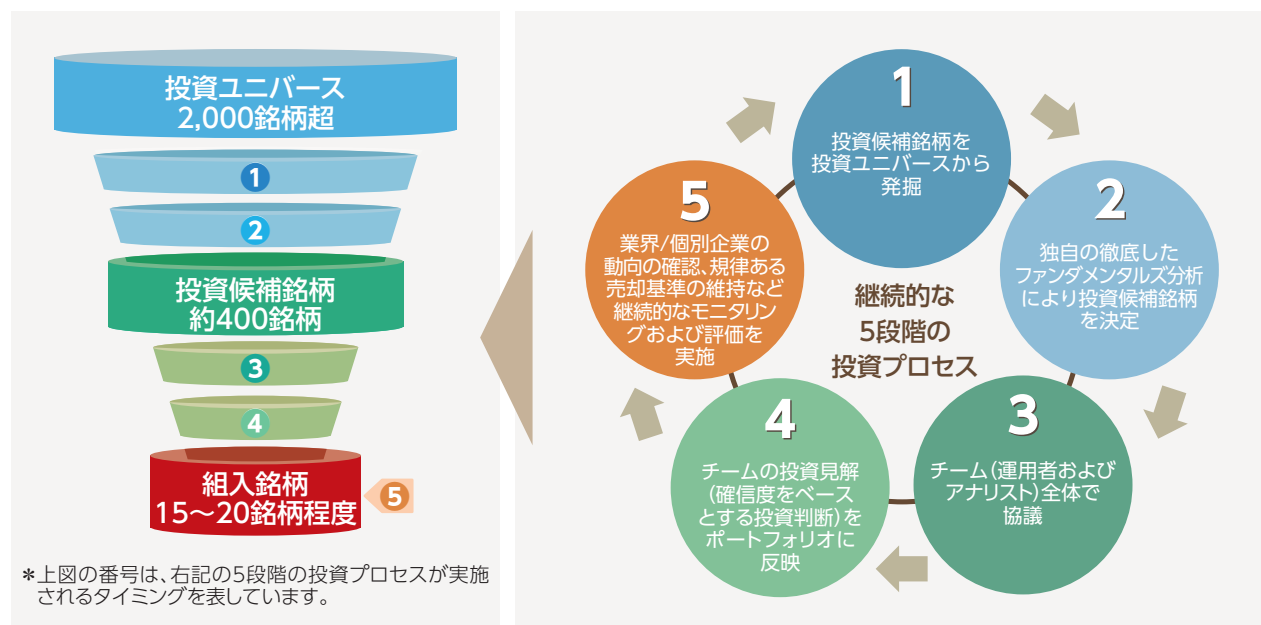 投資ユニバース
2,000銘柄超
1
2
投資候補銘柄
約400銘柄
3
4
組入銘柄
15～20銘柄程度
5
＊上図の番号は、右記の5段階の投資プロセスが実施
されるタイミングを表しています。
1
投資候補銘柄を
投資ユニバースから
発掘
2
独自の徹底した
ファンダメンタルズ分析
により投資候補銘柄
を決定
3
チーム（運用者および
アナリスト）全体で
協議
4
チームの投資見解
（確信度をベース
とする投資判断）を
ポートフォリオに
反映
5
業界/個別企業の
動向の確認、規律ある
売却基準の維持など
継続的なモニタリン
グおよび評価を
実施
継続的な
5段階の
投資プロセス